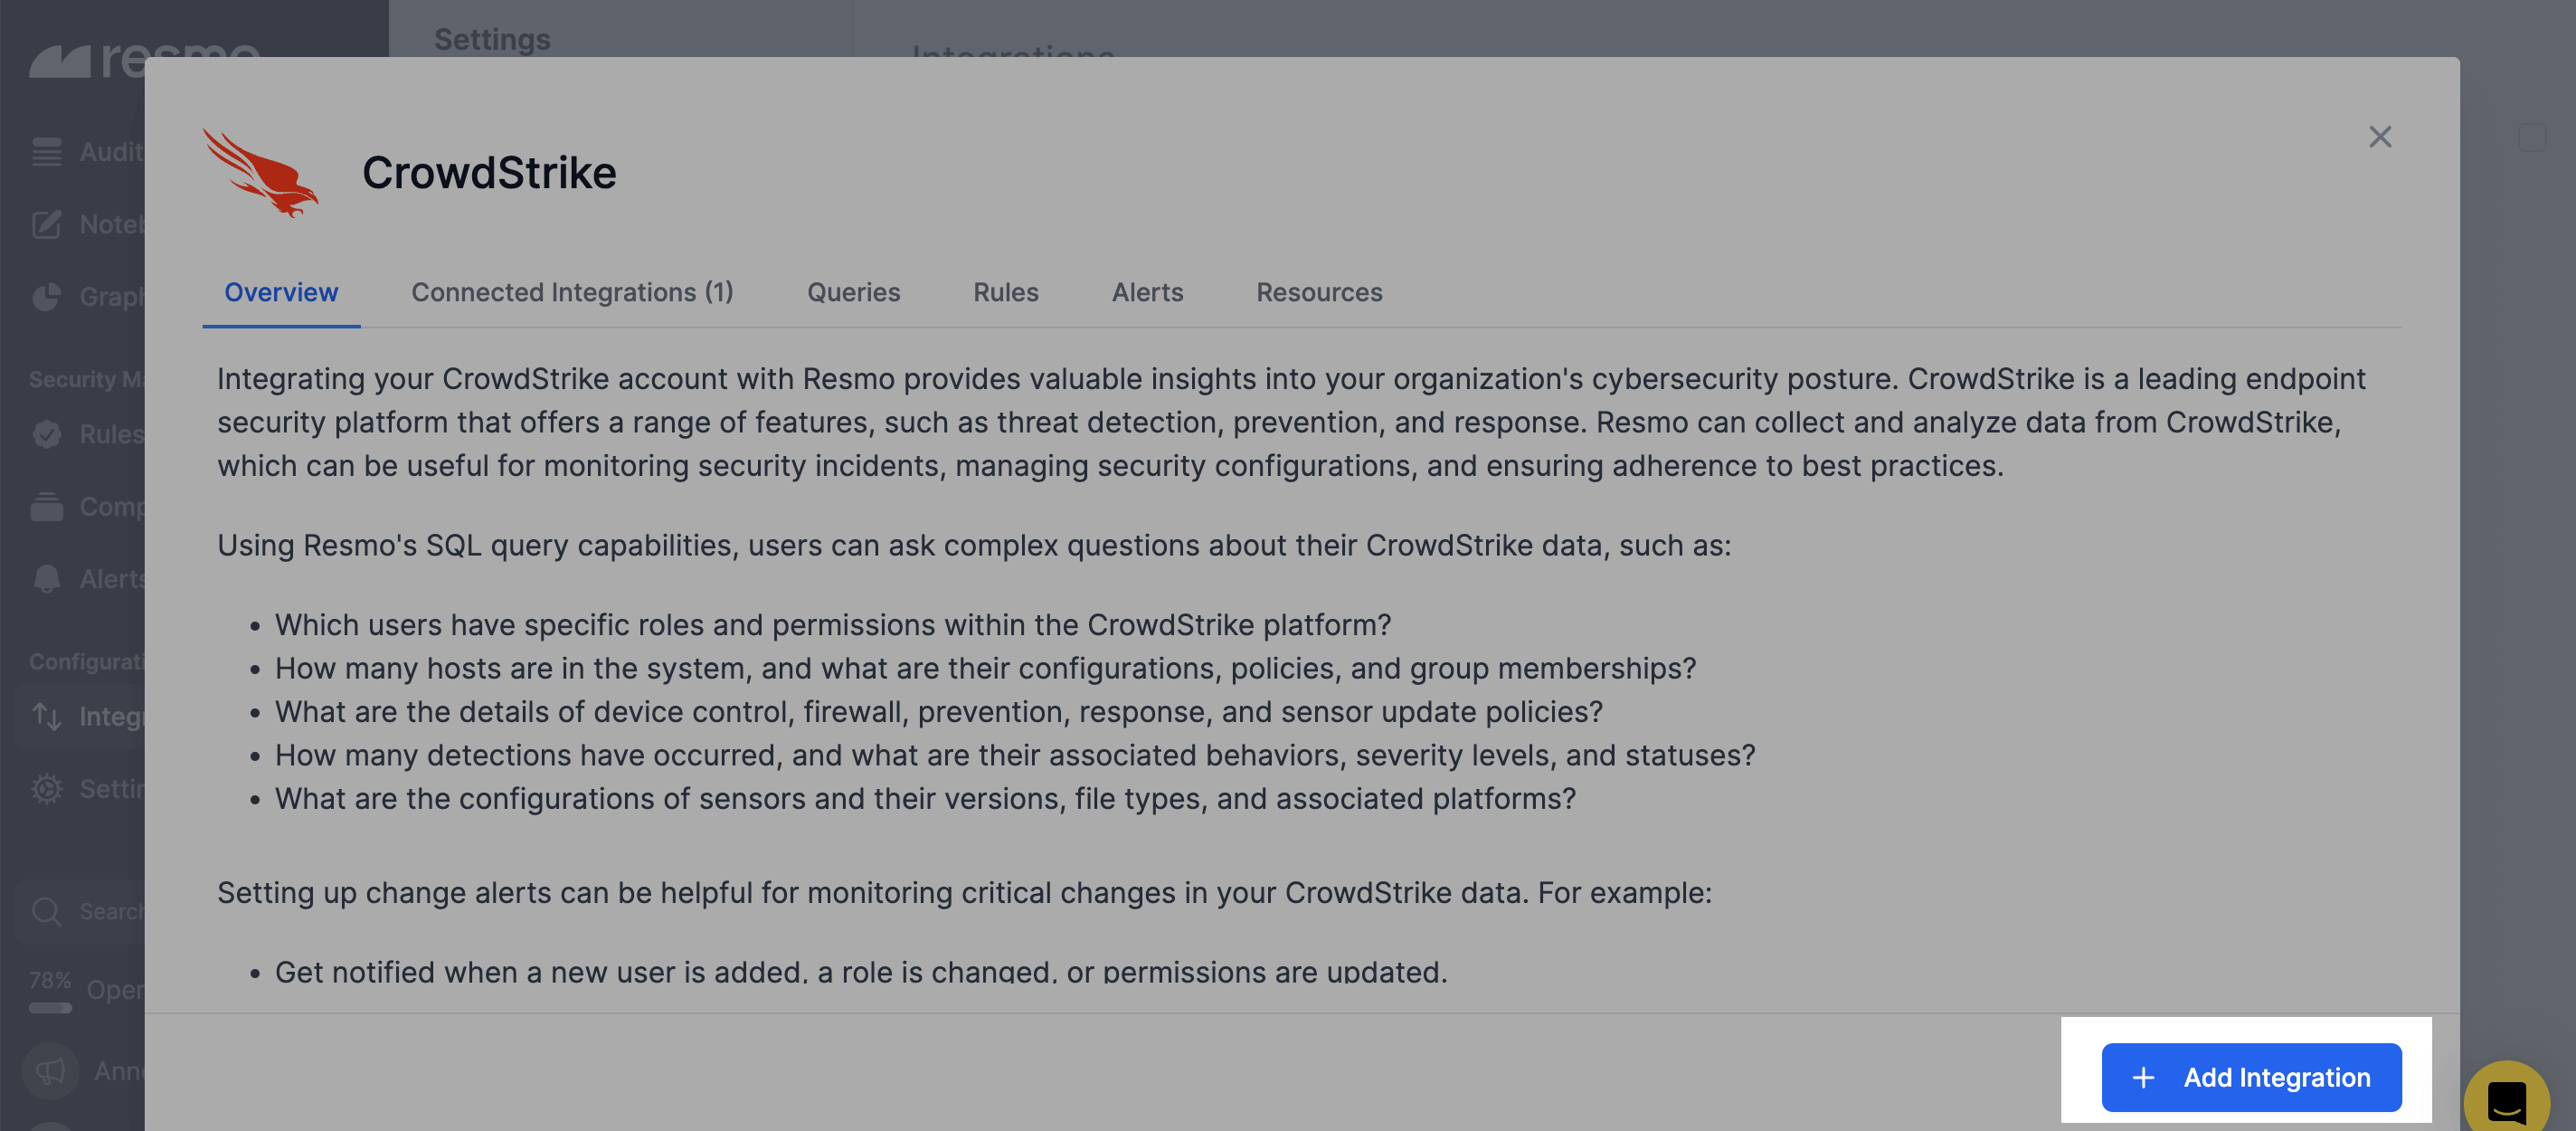 resmo
Settings
Integrations
CrowdStrike
Overview
Connected Integrations (1)
Queries
Rules
Alerts
Resources
Integrating your CrowdStrike account with Resmo provides valuable insights into your organization's cybersecurity posture. CrowdStrike is a leading endpoint
security platform that offers a range of features, such as threat detection, prevention, and response. Resmo can collect and analyze data from CrowdStrike,
which can be useful for monitoring security incidents, managing security configurations, and ensuring adherence to best practices.
Using Resmo's SQL query capabilities, users can ask complex questions about their CrowdStrike data, such as:
• Which users have specific roles and permissions within the CrowdStrike platform?
• How many hosts are in the system, and what are their configurations, policies, and group memberships?
• What are the details of device control, firewall, prevention, response, and sensor update policies?
• How many detections have occurred, and what are their associated behaviors, severity levels, and statuses?
• What are the configurations of sensors and their versions, file types, and associated platforms?
Setting up change alerts can be helpful for monitoring critical changes in your CrowdStrike data. For example:
• Get notified when a new user is added, a role is changed, or permissions are updated.
+ Add Integration
Audit
Noteb
Graph
Security Ma
Rules
Comp
Alerts
Configurati
Integr
Settin
Search
78%
Oper
Anno